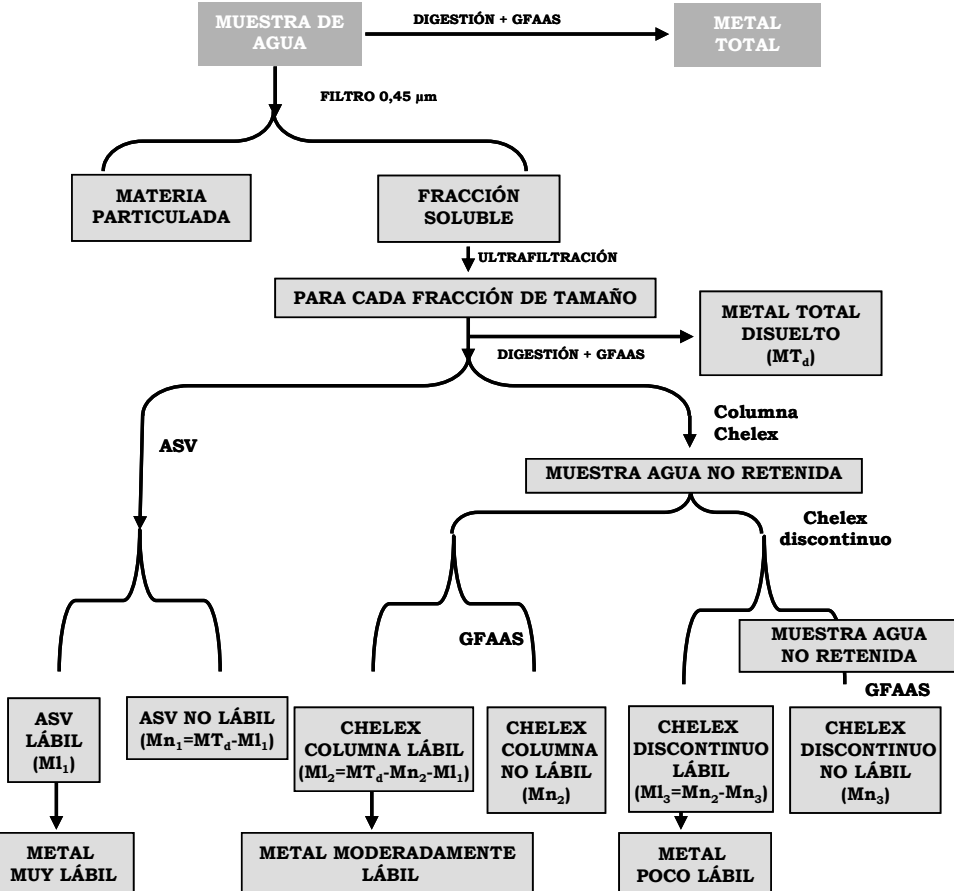 MUESTRA DE
AGUA
DIGESTIÓN + GFAAS
METAL
TOTAL
FILTRO 0,45 µm
MATERIA
PARTICULADA
FRACCIÓN
SOLUBLE
ULTRAFILTRACIÓN
PARA CADA FRACCIÓN DE TAMAÑO
METAL TOTAL
DISUELTO
(MTd)
DIGESTIÓN + GFAAS
ASV
Columna
Chelex
MUESTRA AGUA NO RETENIDA
Chelex
discontinuo
GFAAS
MUESTRA AGUA
NO RETENIDA
GFAAS
ASV
LÁBIL
(Ml1)
ASV NO LÁBIL
(Mn1=MTd-Ml1)
CHELEX
COLUMNA LÁBIL
(Ml2=MTd-Mn2-Ml1)
CHELEX
COLUMNA
NO LÁBIL
(Mn2)
CHELEX
DISCONTINUO
LÁBIL
(Ml3=Mn2-Mn3)
CHELEX
DISCONTINUO
NO LÁBIL
(Mn3)
METAL
MUY LÁBIL
METAL MODERADAMENTE
LÁBIL
METAL
POCO LÁBIL